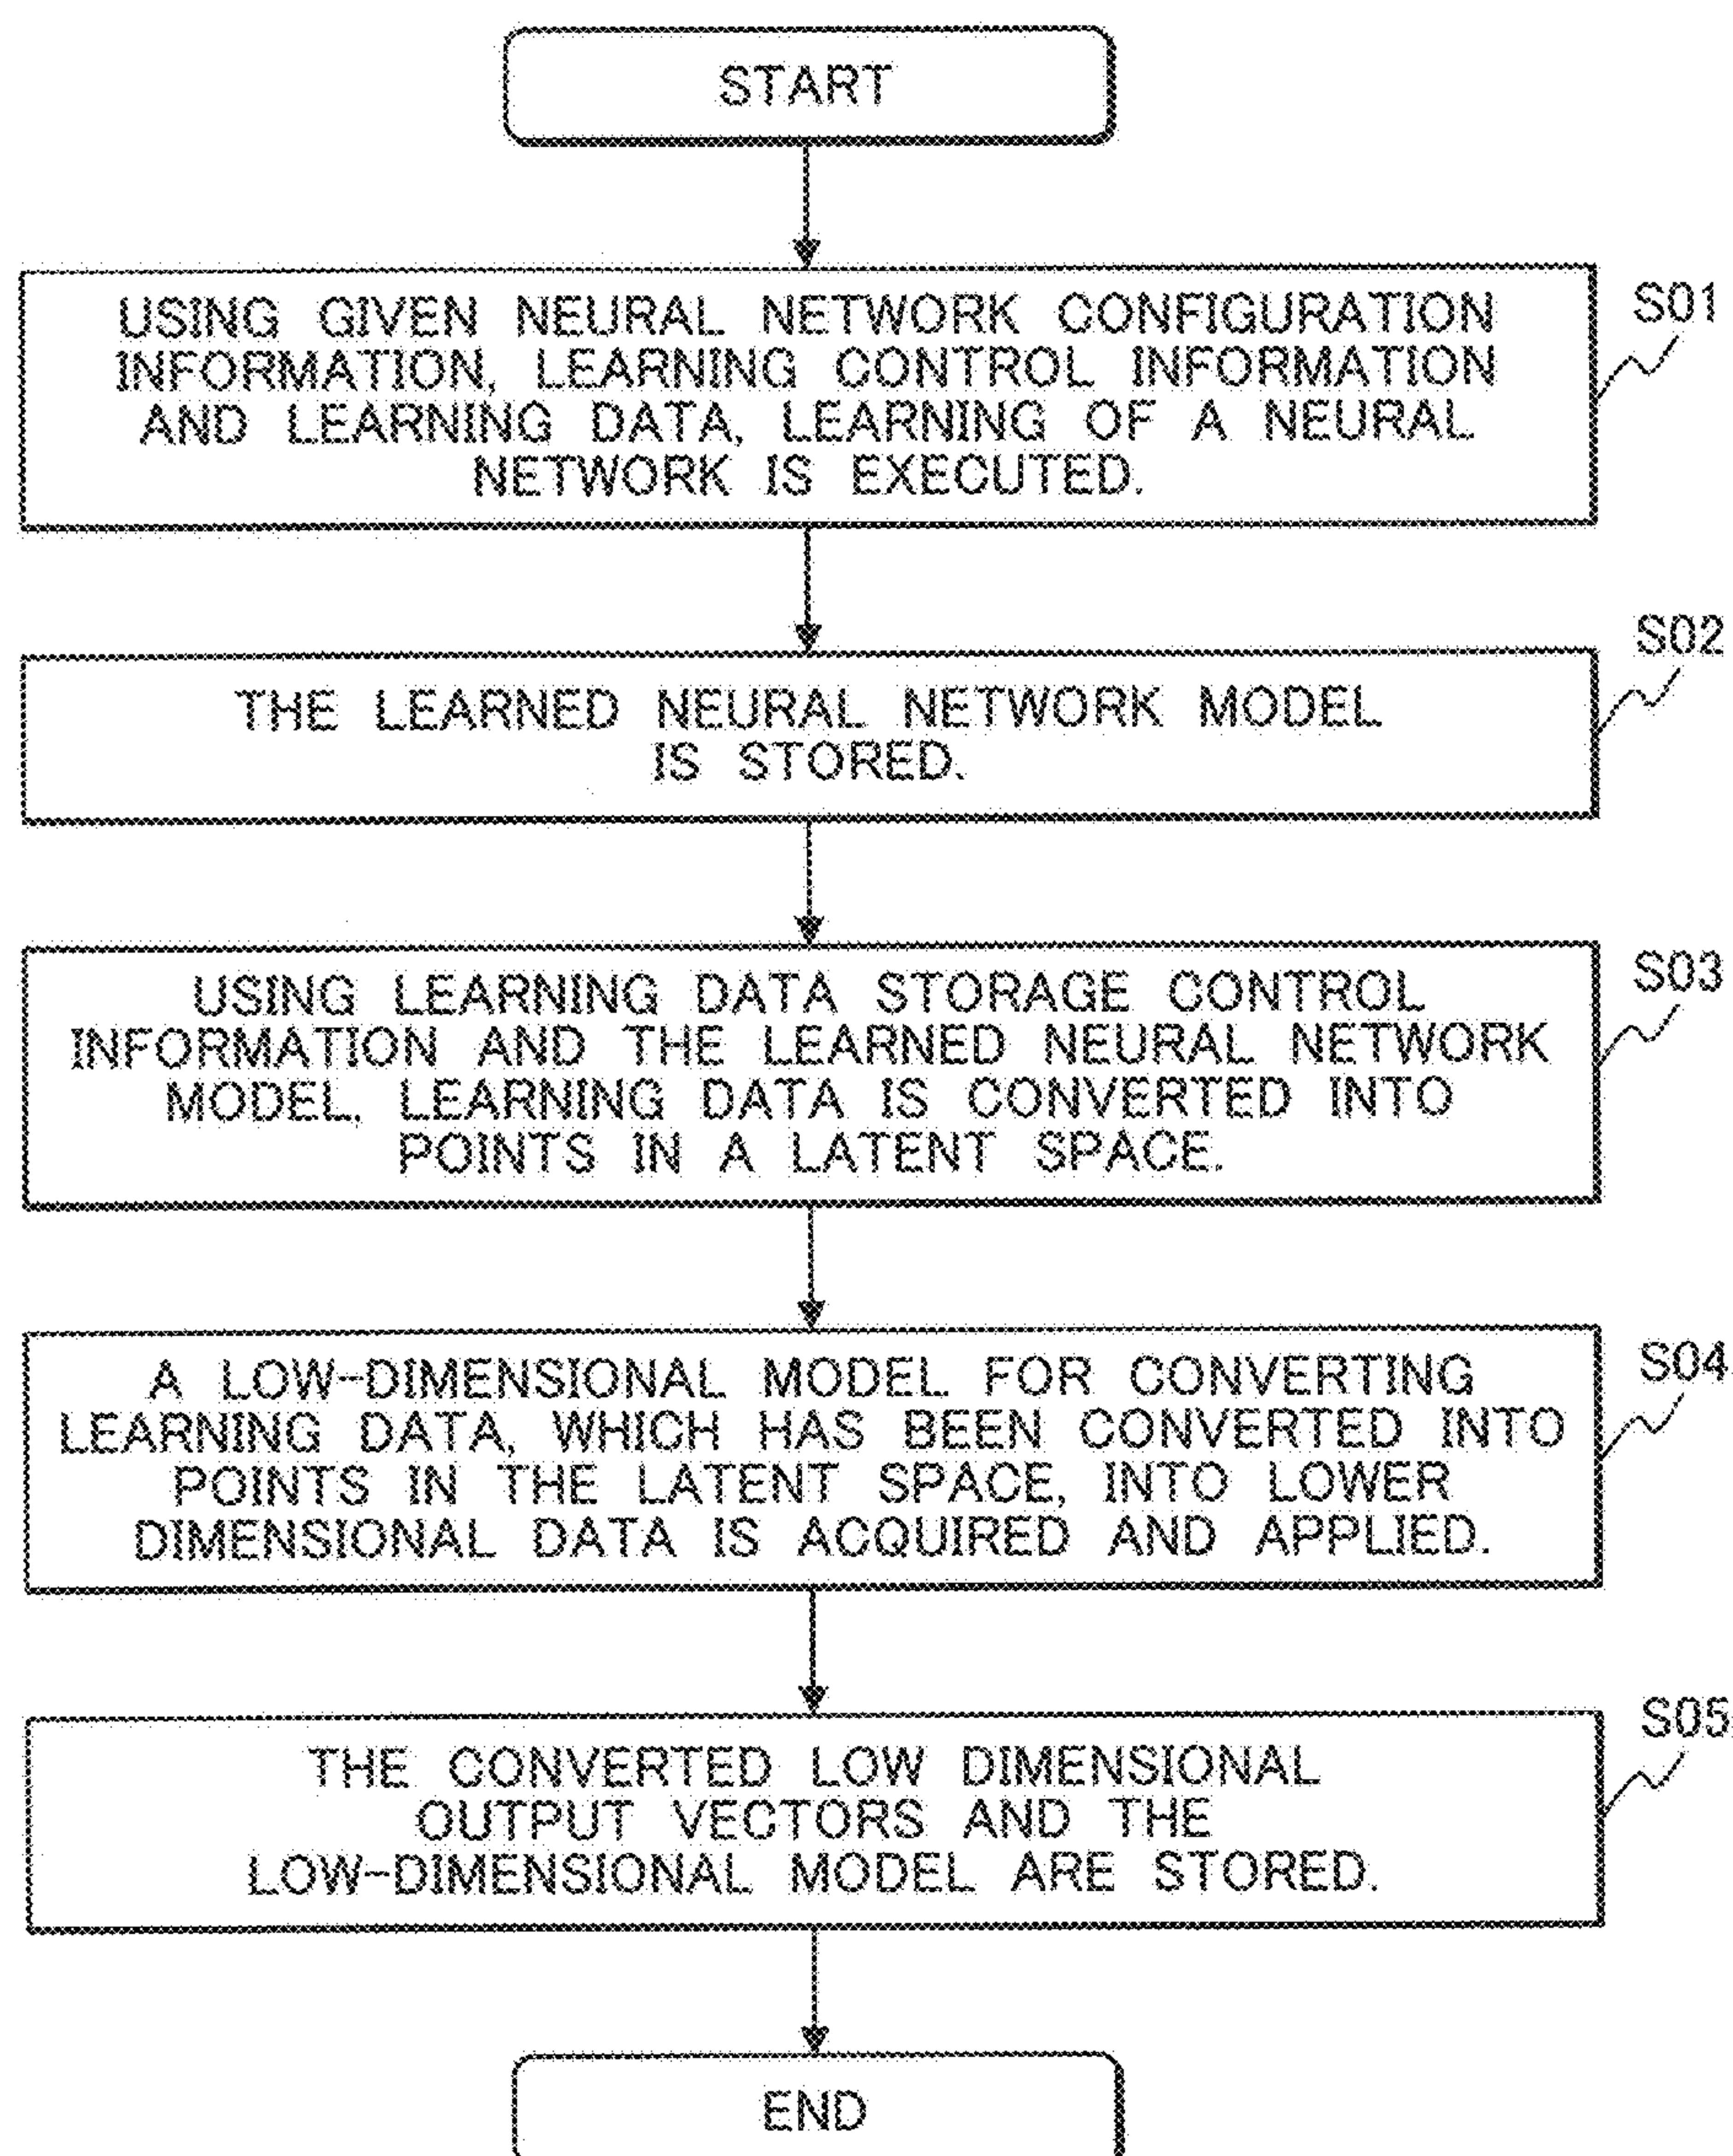 START
USING GIVEN NEURAL NETWORK CONFIGURATION
INFORMATION, LEARNING CONTROL INFORMATION
AND LEARNING DATA, LEARNING OF A NEURAL
NETWORK IS EXECUTED.
S01
THE LEARNED NEURAL NETWORK MODEL
IS STORED.
S02
USING LEARNING DATA STORAGE CONTROL
INFORMATION AND THE LEARNED NEURAL NETWORK
MODEL, LEARNING DATA IS CONVERTED INTO
POINTS IN A LATENT SPACE.
S03
A LOW-DIMENSIONAL MODEL FOR CONVERTING
LEARNING DATA, WHICH HAS BEEN CONVERTED INTO
POINTS IN THE LATENT SPACE, INTO LOWER
DIMENSIONAL DATA IS ACQUIRED AND APPLIED.
S04
THE CONVERTED LOW DIMENSIONAL
OUTPUT VECTORS AND THE
LOW-DIMENSIONAL MODEL ARE STORED.
S05
END